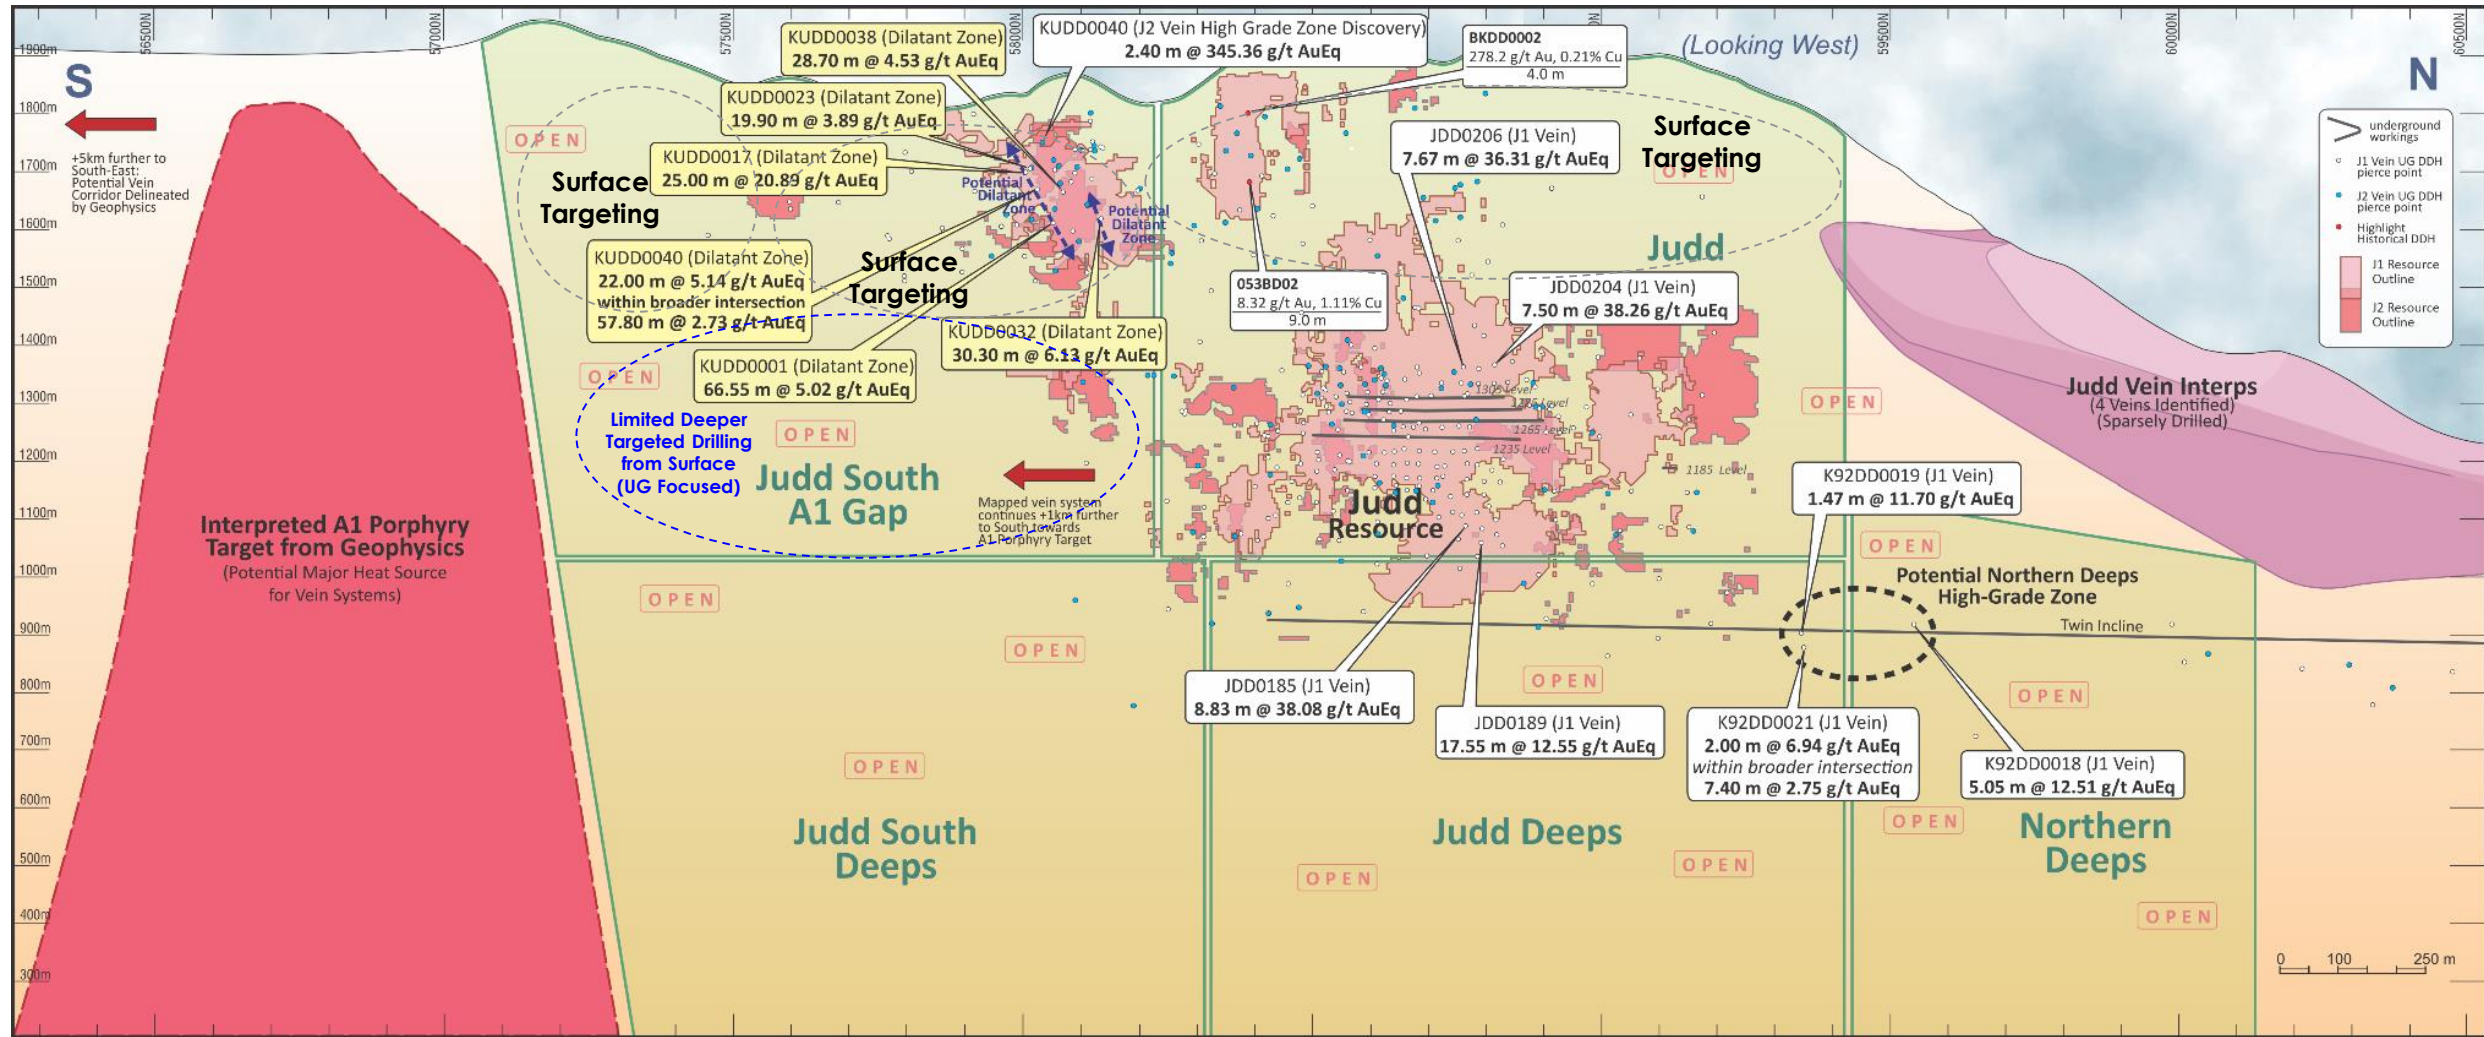 56500N
57000N
57500N
58000N
59500N
60000N
60500N
1900m
1800m
1700m
1600m
1500m
1400m
1300m
1200m
1100m
1000m
900m
800m
700m
600m
500m
400m
300m
S
N
(Looking West)
+5km further to
South-East:
Potential Vein
Corridor Delineated
by Geophysics
Interpreted A1 Porphyry
Target from Geophysics
(Potential Major Heat Source
for Vein Systems)
OPEN
Surface
Targeting
KUDD0038 (Dilatant Zone)
28.70 m @ 4.53 g/t AuEq
KUDD0023 (Dilatant Zone)
19.90 m @ 3.89 g/t AuEq
KUDD0017 (Dilatant Zone)
25.00 m @ 20.89 g/t AuEq
KUDD0040 (Dilatant Zone)
22.00 m @ 5.14 g/t AuEq
within broader intersection
57.80 m @ 2.73 g/t AuEq
KUDD0001 (Dilatant Zone)
66.55 m @ 5.02 g/t AuEq
KUDD0032 (Dilatant Zone)
30.30 m @ 6.13 g/t AuEq
KUDD0040 (J2 Vein High Grade Zone Discovery)
2.40 m @ 345.36 g/t AuEq
Potential
Dilatant
Zone
Potential
Dilatant
Zone
Surface
Targeting
BKDD0002
278.2 g/t Au, 0.21% Cu
4.0 m
053BD02
8.32 g/t Au, 1.11% Cu
9.0 m
JDD0206 (J1 Vein)
7.67 m @ 36.31 g/t AuEq
JDD0204 (J1 Vein)
7.50 m @ 38.26 g/t AuEq
Surface
Targeting
OPEN
Judd
underground
workings
J1 Vein UG DDH
pierce point
J2 Vein UG DDH
pierce point
Highlight
Historical DDH
J1 Resource
Outline
J2 Resource
Outline
Judd Vein Interps
(4 Veins Identified)
(Sparsely Drilled)
OPEN
OPEN
OPEN
Limited Deeper
Targeted Drilling
from Surface
(UG Focused)
Judd South
A1 Gap
Mapped vein system
continues +1km further
to South towards
A1 Porphyry Target
1305 Level
1265 Level
1235 Level
1185 Level
Judd
Resource
K92DD0019 (J1 Vein)
1.47 m @ 11.70 g/t AuEq
OPEN
Potential Northern Deeps
High-Grade Zone
Twin Incline
OPEN
OPEN
OPEN
JDD0185 (J1 Vein)
8.83 m @ 38.08 g/t AuEq
JDD0189 (J1 Vein)
17.55 m @ 12.55 g/t AuEq
OPEN
K92DD0021 (J1 Vein)
2.00 m @ 6.94 g/t AuEq
within broader intersection
7.40 m @ 2.75 g/t AuEq
K92DD0018 (J1 Vein)
5.05 m @ 12.51 g/t AuEq
OPEN
Judd South
Deeps
Judd Deeps
OPEN
OPEN
OPEN
Northern
Deeps
OPEN
0 100 250 m